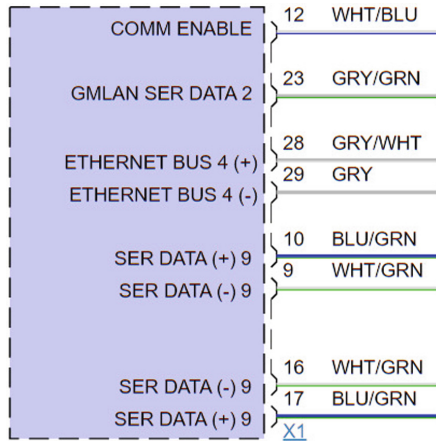 COMM ENABLE 12 WHT/BLU
GMLAN SER DATA 2 23 GRY/GRN
ETHERNET BUS 4 (+) 28 GRY/WHT
ETHERNET BUS 4 (-) 29 GRY
SER DATA (+) 9 10 BLU/GRN
SER DATA (-) 9 9 WHT/GRN
SER DATA (-) 9 16 WHT/GRN
SER DATA (+) 9 17 BLU/GRN
X1